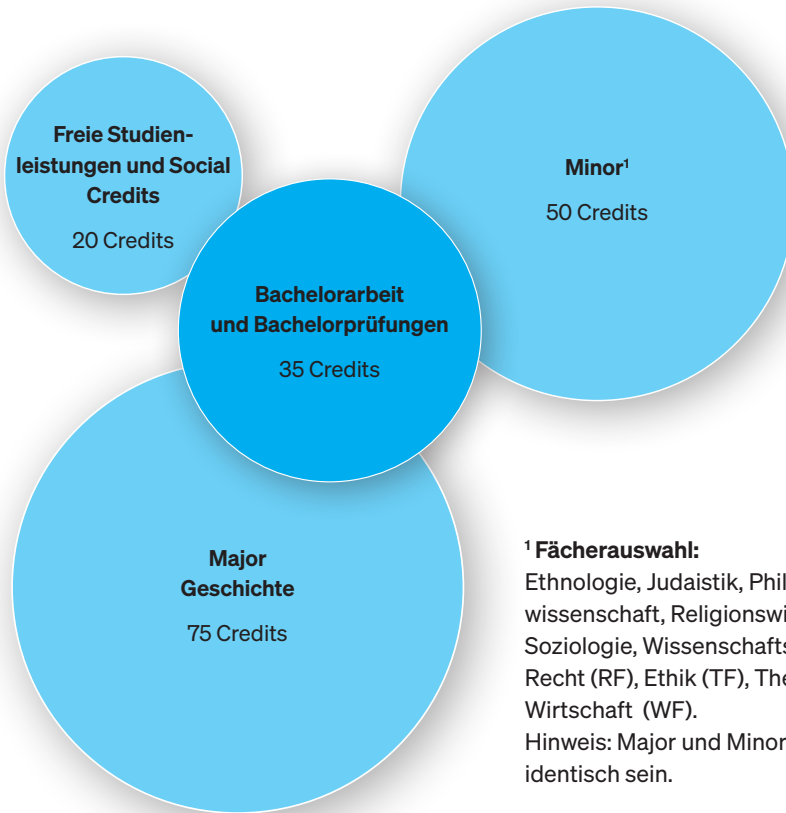 Freie Studien-
leistungen und Social
Credits
20 Credits
Minor¹
50 Credits
Bachelorarbeit
und Bachelorprüfungen
35 Credits
Major
Geschichte
75 Credits
¹ Fächerauswahl:
Ethnologie, Judaistik,
wissenschaft,
Soziologie,
Recht (RF), Ethik (TF),
Wirtschaft (WF).
Hinweis: Major und Minor
identisch sein.